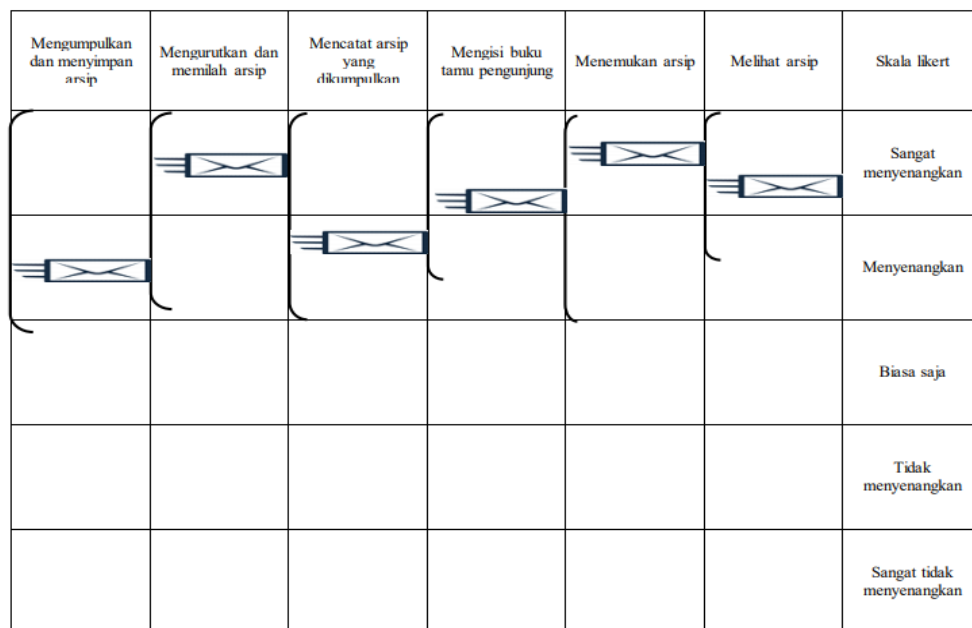 Mengumpulkan
dan menyimpan
arsip
Mengurutkan dan
memilah arsip
Mencatat arsip
yang
dikumpulkan
Mengisi buku
tamu pengunjung
Menemukan arsip
Melihat arsip
Skala likert
Sangat
menyenangkan
Menyenangkan
Biasa saja
Tidak
menyenangkan
Sangat tidak
menyenangkan